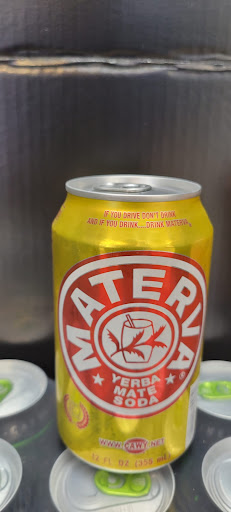 IF YOU DRIVE DON'T DRINK
AND IF YOU DRINK....DRINK MATERVA
MATERVA®
YERBA
MATE
SODA
WWW.CAWY.NET
12 FL OZ (355 mL